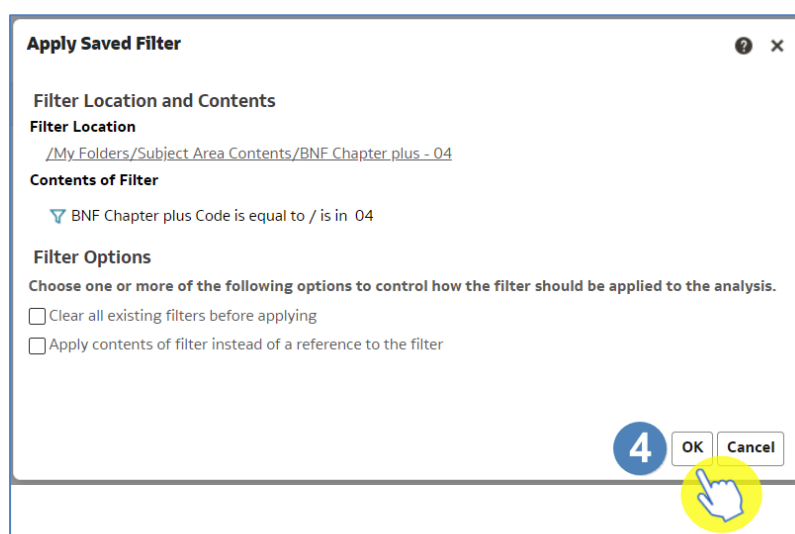 Apply Saved Filter
Filter Location and Contents
Filter Location
/My Folders/Subject Area Contents/BNF Chapter plus - 04
Contents of Filter
BNF Chapter plus Code is equal to / is in 04
Filter Options
Choose one or more of the following options to control how the filter should be applied to the analysis.
Clear all existing filters before applying
Apply contents of filter instead of a reference to the filter
4 OK Cancel